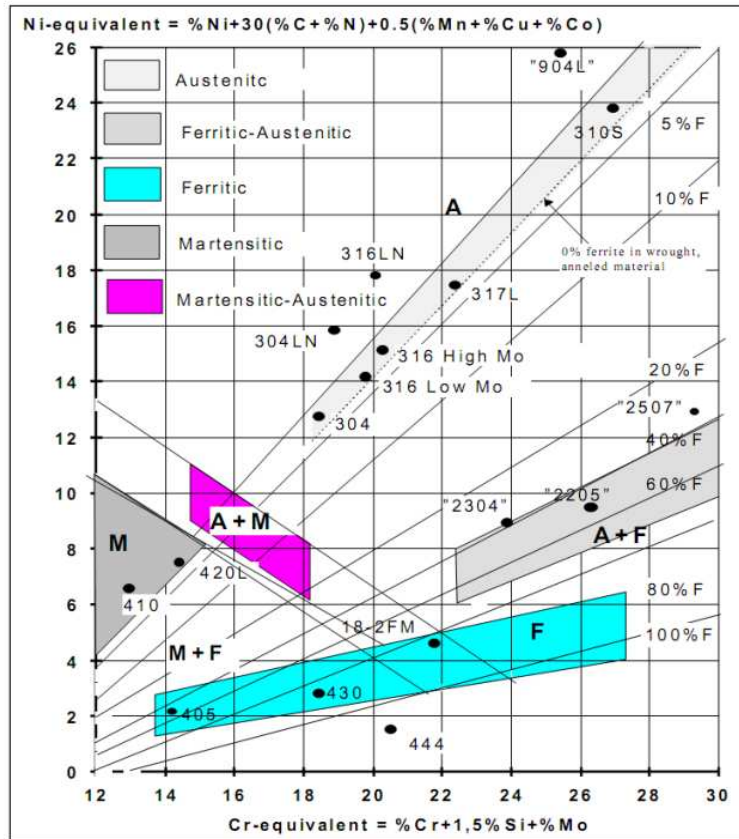 Ni-equivalent = %Ni+30(%C+%N)+0.5(%Mn+%Cu+%Co)
26
24
22
20
18
16
14
12
10
8
6
4
2
0
Austenitc
Ferritic-Austenitic
Ferritic
Martensitic
Martensitic-Austenitic
"904L"
310S
5%F
10%F
A
0% ferrite in wrought,
anneled material
316LN
317L
304LN
316 High Mo
316 Low Mo
304
20%F
"2507"
40%F
60%F
"2304"
"2205"
A+F
A + M
M
420L
410
M + F
18-2FM
F
80%F
100%F
430
405
444
12 14 16 18 20 22 24 26 28 30
Cr-equivalent = %Cr+1,5%Si+%Mo